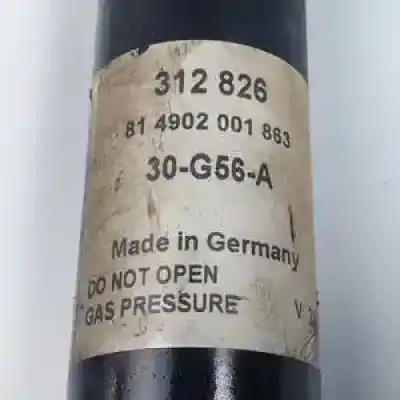 312 826
81 4902 001 863
30-G56-A
Made in Germany
DO NOT OPEN
GAS PRESSURE V